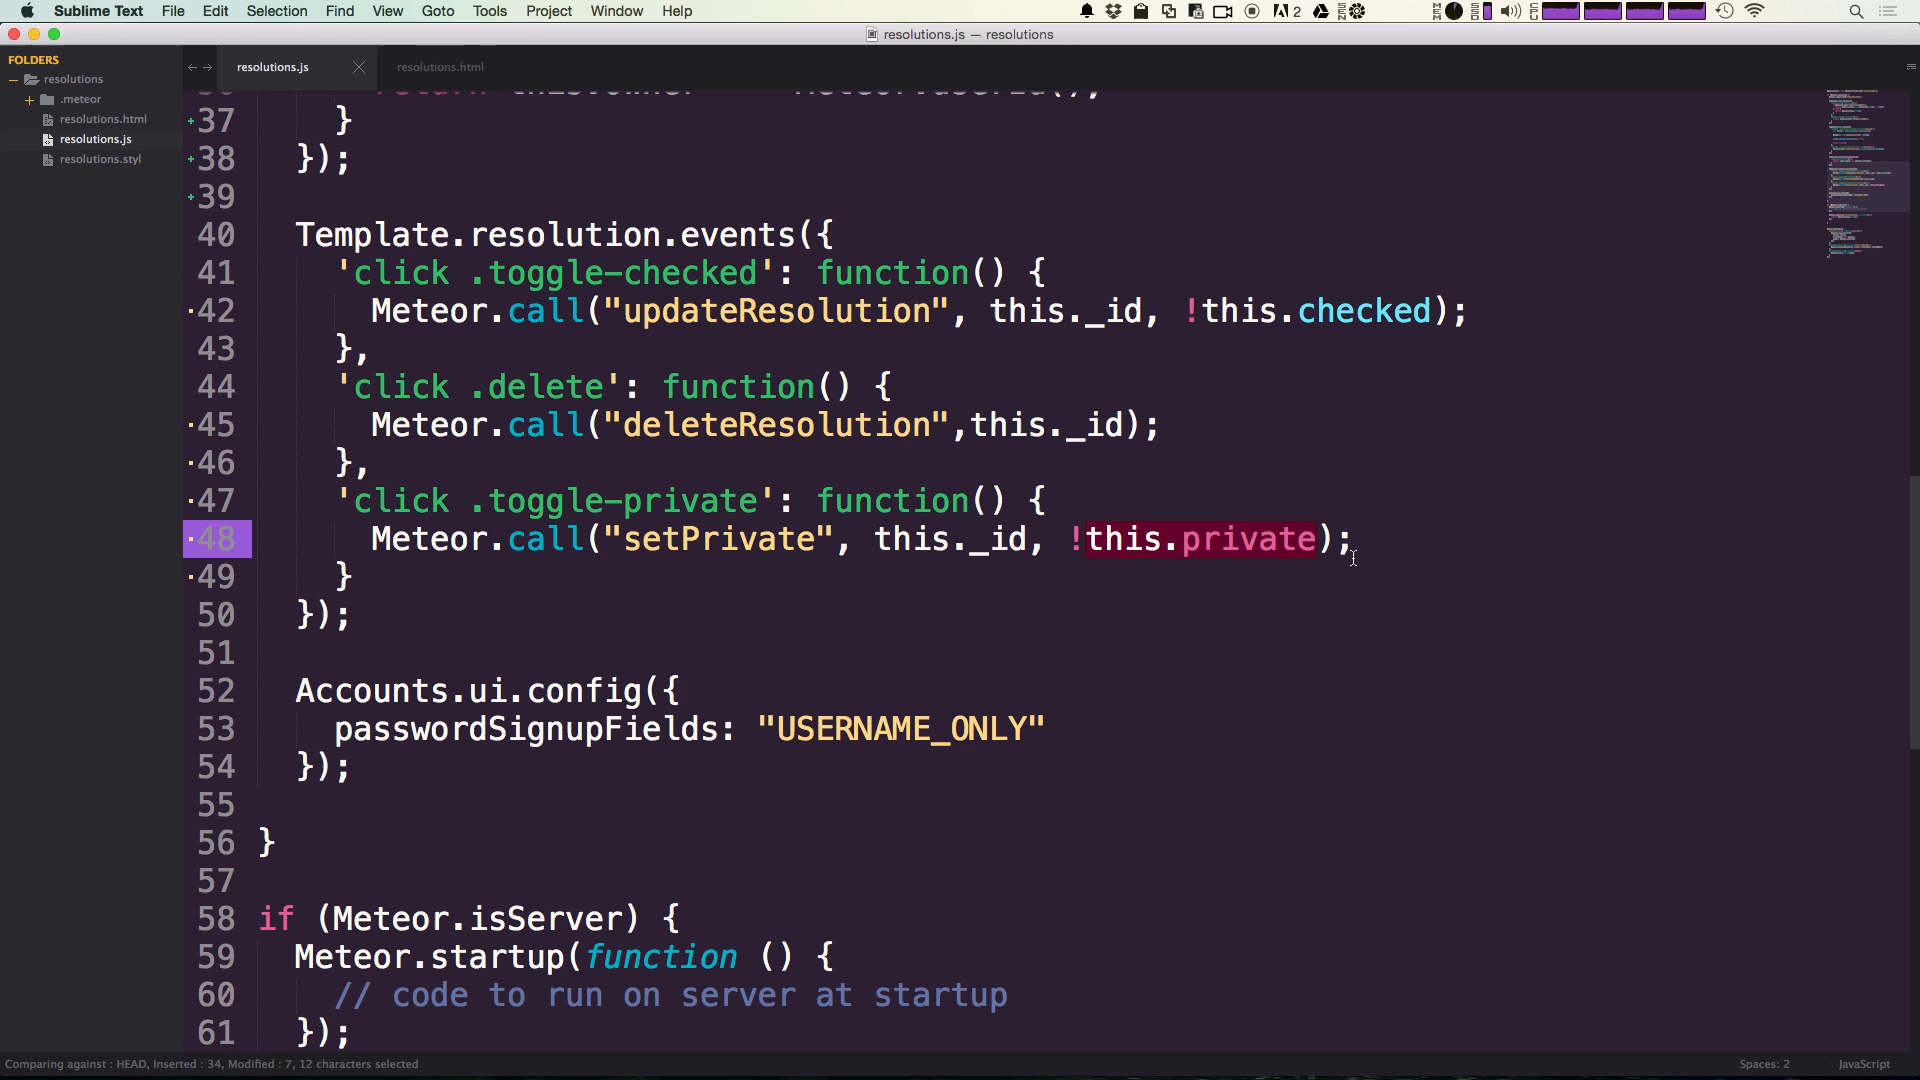 Sublime Text File Edit Selection Find View Goto Tools Project Window Help 2
resolutions.js — resolutions
FOLDERS
resolutions
.meteor
resolutions.html
resolutions.js
resolutions.styl
resolutions.js resolutions.html
37 }
38 });
39
40 Template.resolution.events({
41 'click .toggle-checked': function() {
42 Meteor.call("updateResolution", this._id, !this.checked);
43 },
44 'click .delete': function() {
45 Meteor.call("deleteResolution",this._id);
46 },
47 'click .toggle-private': function() {
48 Meteor.call("setPrivate", this._id, !this.private);
49 }
50 });
51
52 Accounts.ui.config({
53 passwordSignupFields: "USERNAME_ONLY"
54 });
55
56 }
57
58 if (Meteor.isServer) {
59 Meteor.startup(function () {
60 // code to run on server at startup
61 });
Comparing against : HEAD, Inserted : 34, Modified : 7, 12 characters selected
Spaces: 2 JavaScript